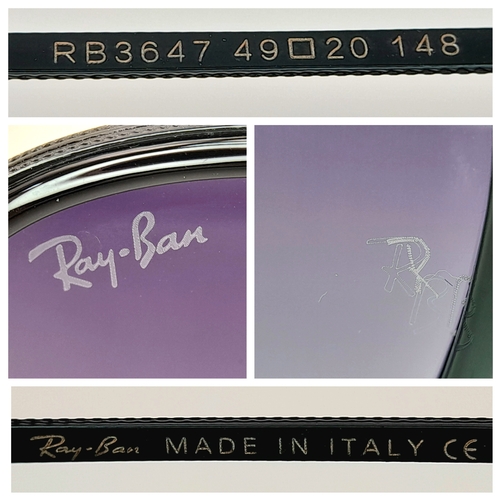 RB3647 49□20 148
Ray-Ban
Ray-Ban MADE IN ITALY CE